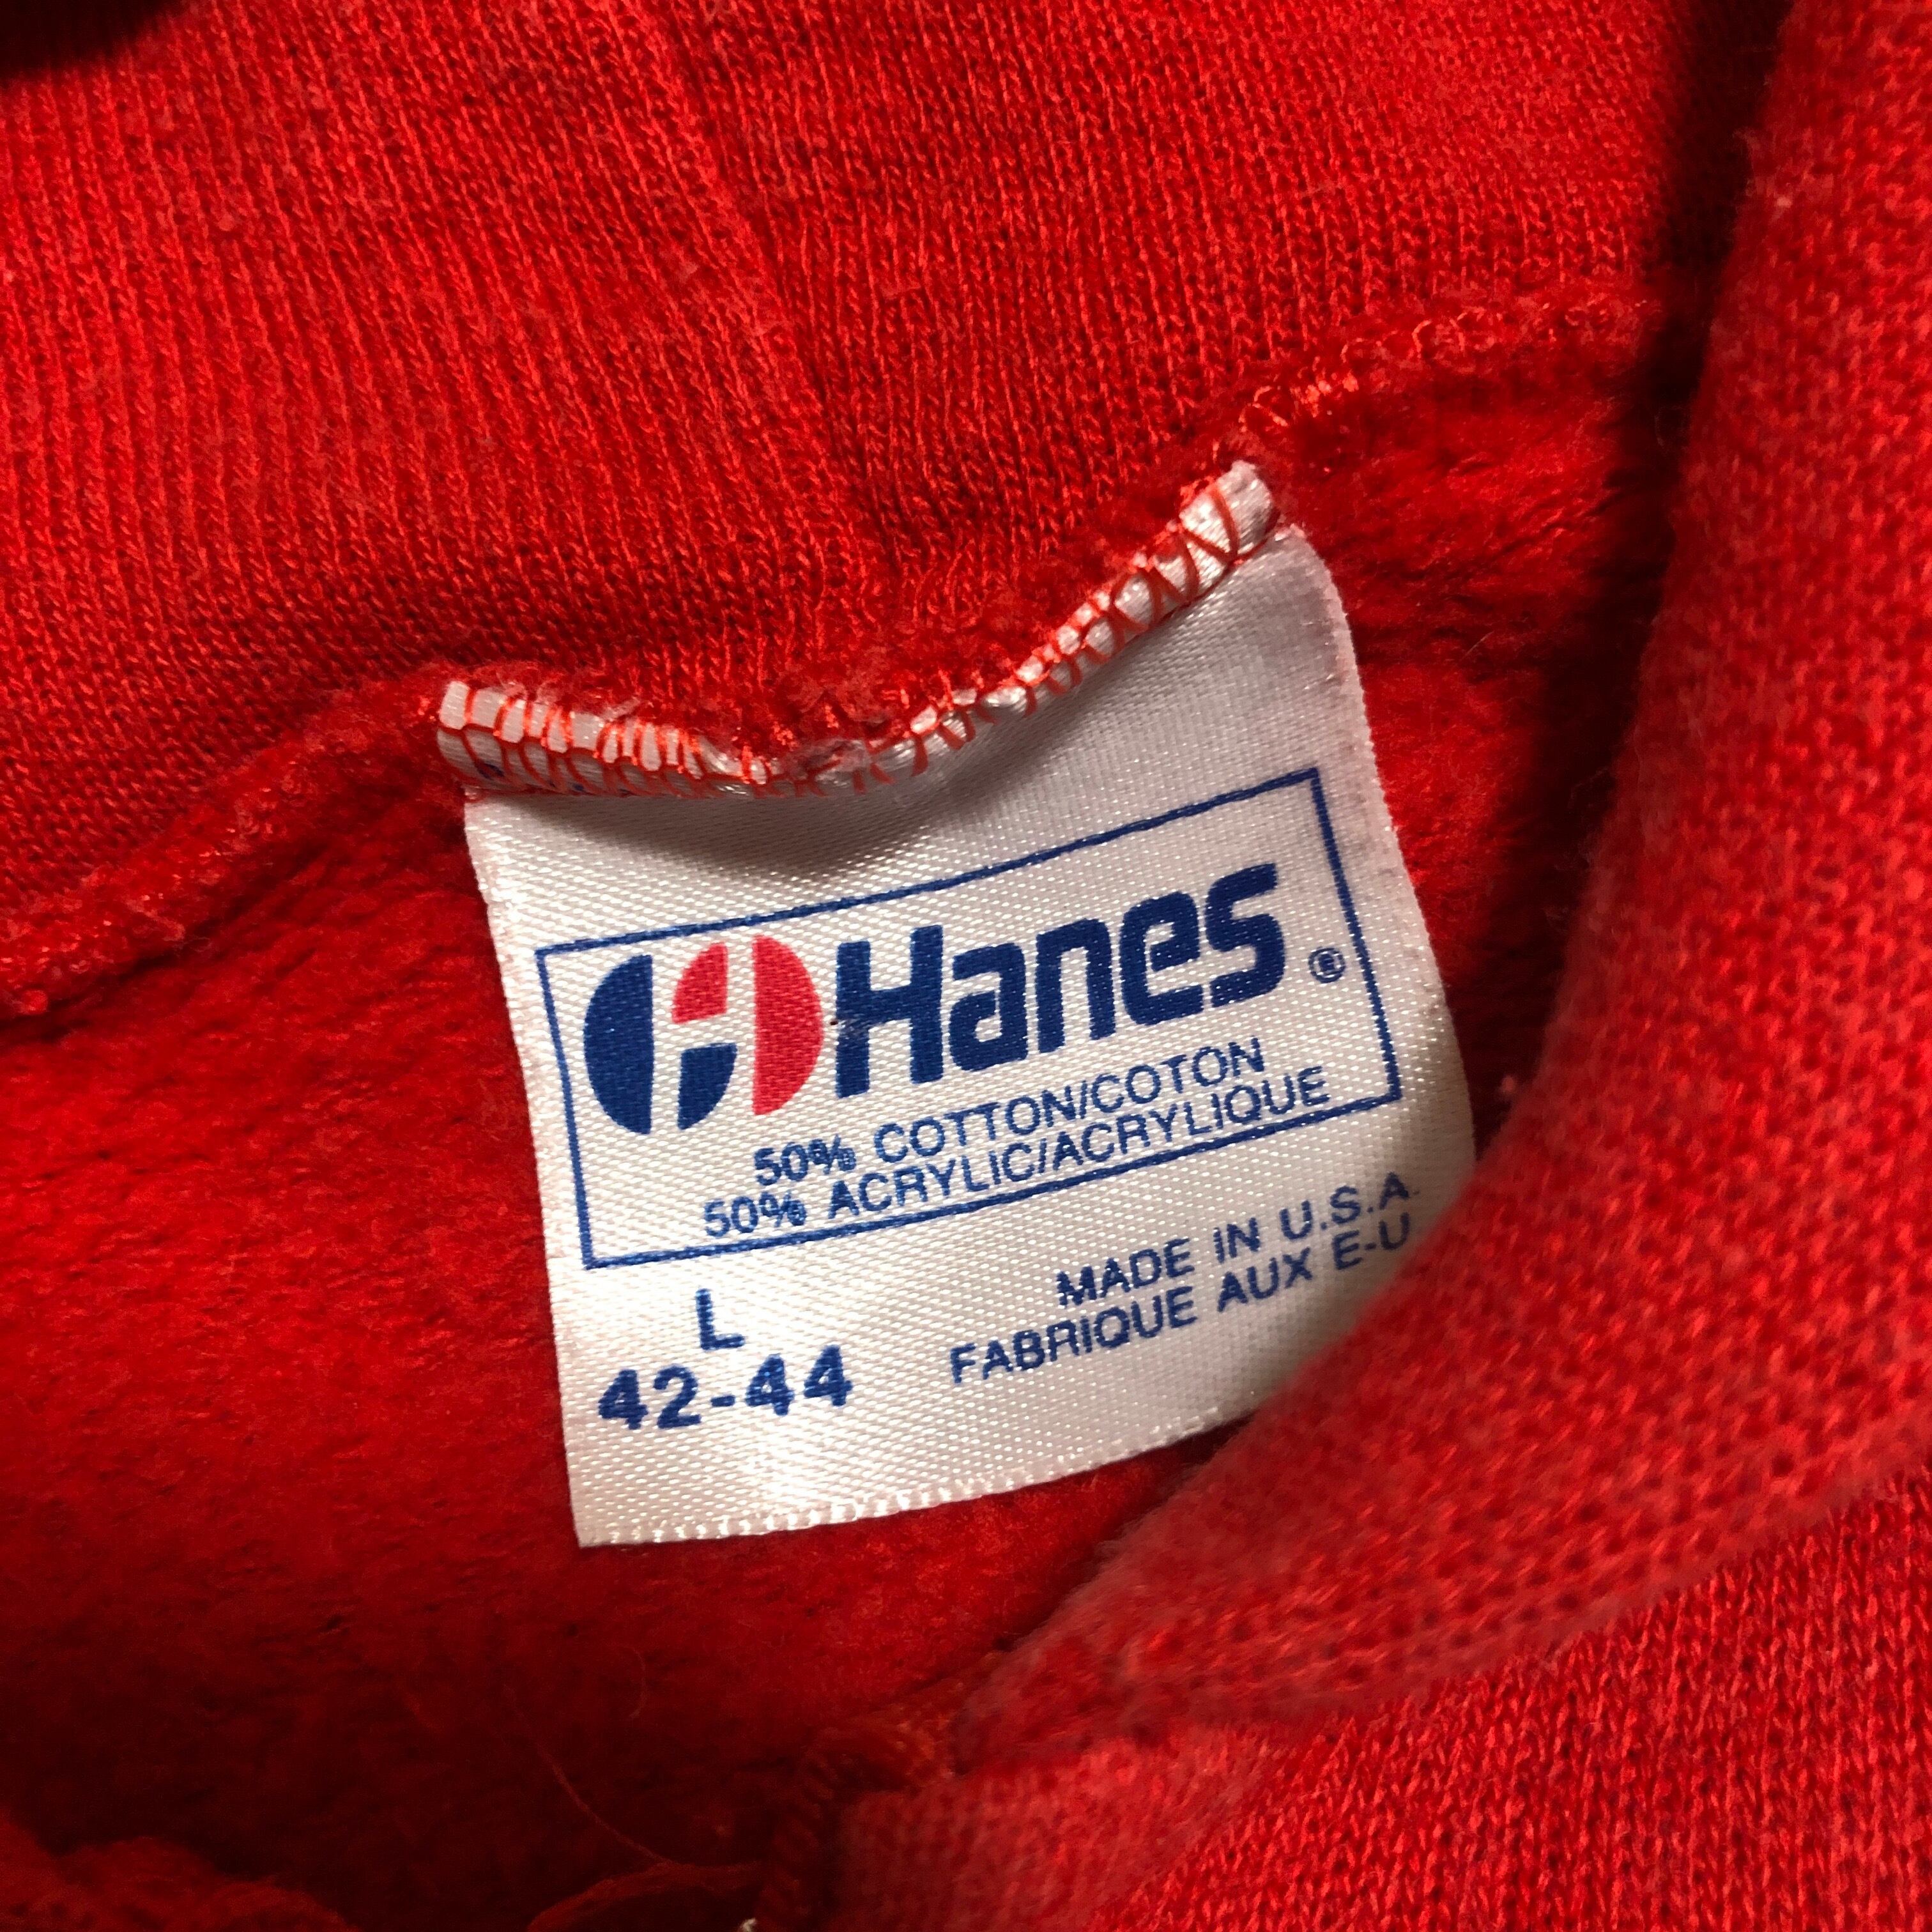 Hanes®
50% COTTON/COTON
50% ACRYLIC/ACRYLIQUE
MADE IN U.S.A.
FABRIQUE AUX E-U
L
42-44